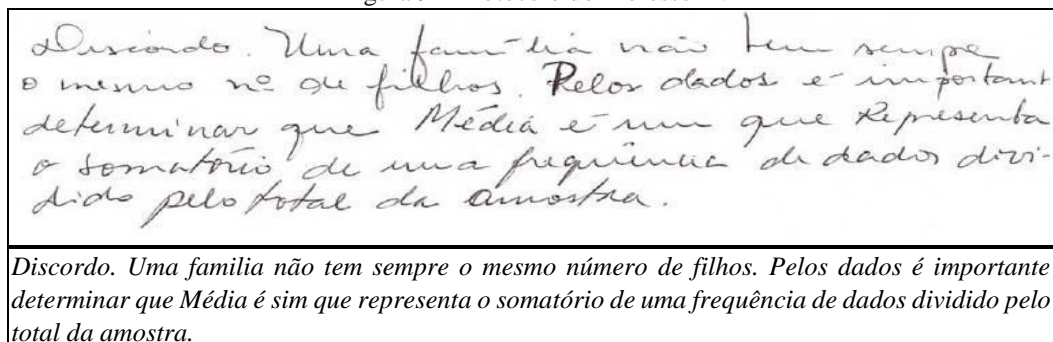 Discordo. Uma família não tem sempre
o mesmo nº de filhos. Pelos dados é important
determinar que Média é um que representa
o somatório de uma frequência de dados divi-
dido pelo total da amostra.
Discordo. Uma familia não tem sempre o mesmo número de filhos. Pelos dados é importante
determinar que Média é sim que representa o somatório de uma frequência de dados dividido pelo
total da amostra.